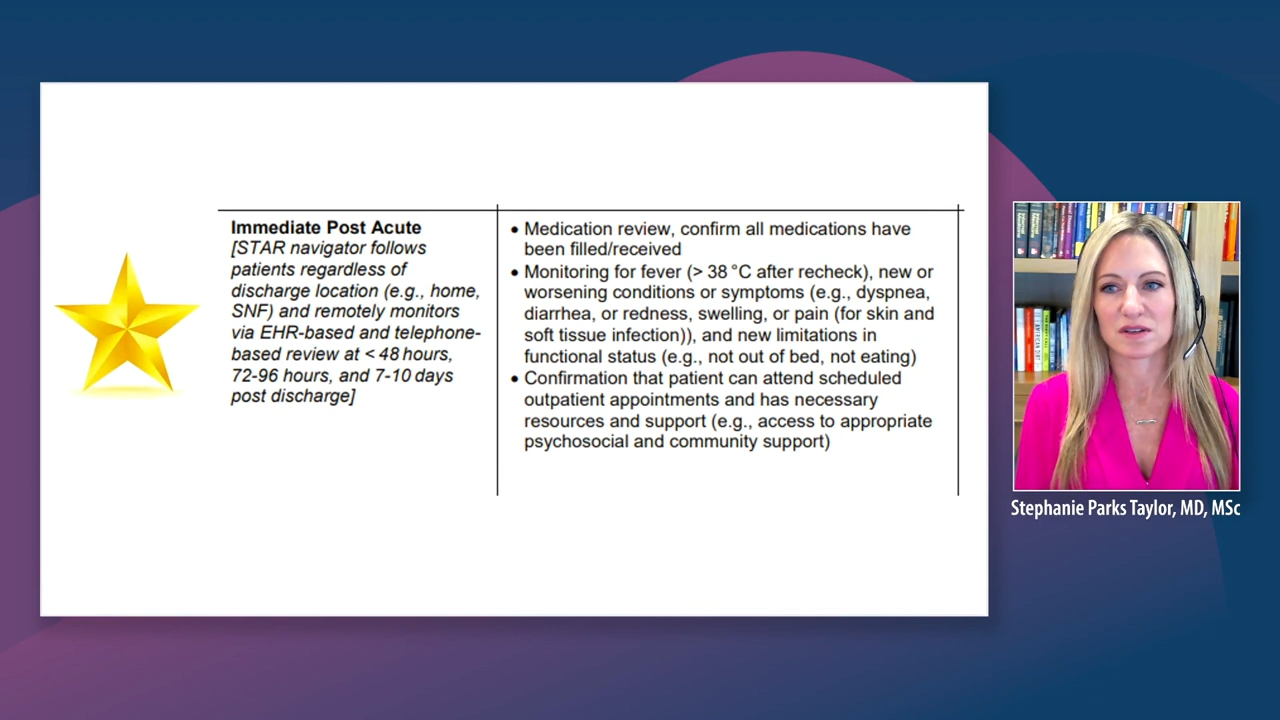 Immediate Post Acute
[STAR navigator follows
patients regardless of
discharge location (e.g., home,
SNF) and remotely monitors
via EHR-based and telephone-
based review at < 48 hours,
72-96 hours, and 7-10 days
post discharge]
• Medication review, confirm all medications have
been filled/received
• Monitoring for fever (> 38 °C after recheck), new or
worsening conditions or symptoms (e.g., dyspnea,
diarrhea, or redness, swelling, or pain (for skin and
soft tissue infection)), and new limitations in
functional status (e.g., not out of bed, not eating)
• Confirmation that patient can attend scheduled
outpatient appointments and has necessary
resources and support (e.g., access to appropriate
psychosocial and community support)
Stephanie Parks Taylor, MD, MSc